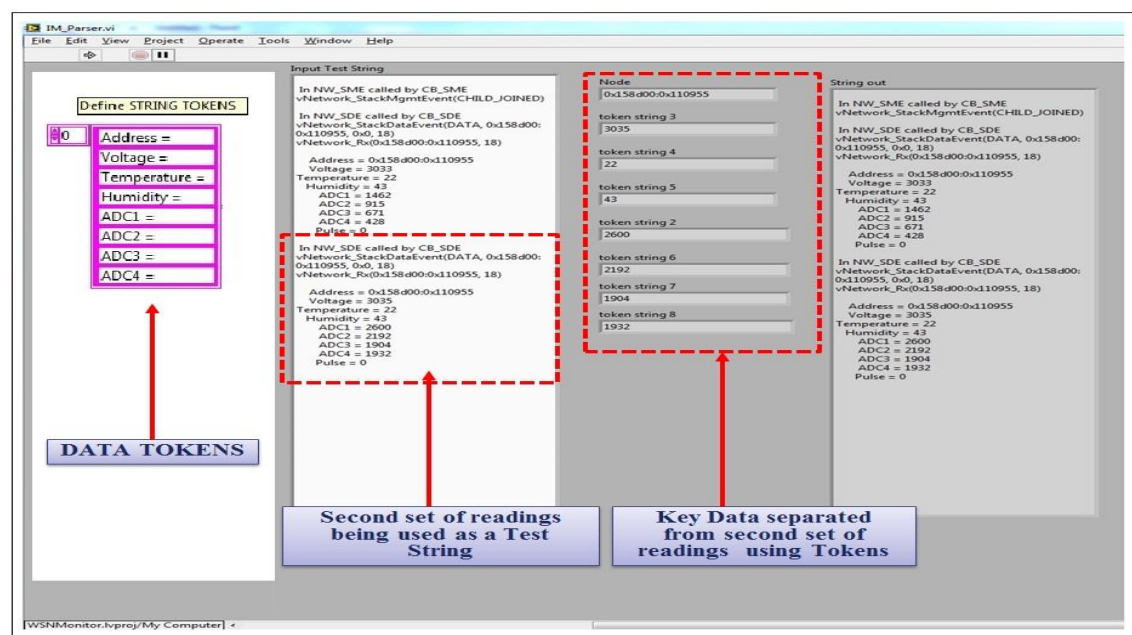 IM_Parser.vi
File Edit View Project Operate Tools Window Help
Define STRING TOKENS
0
Address =
Voltage =
Temperature =
Humidity =
ADC1 =
ADC2 =
ADC3 =
ADC4 =
DATA TOKENS
Input Test String
In NW_SME called by CB_SME
vNetwork_StackMgmtEvent(CHILD_JOINED)
In NW_SDE called by CB_SDE
vNetwork_StackDataEvent(DATA, 0x158d00:
0x110955, 0x0, 18)
vNetwork_Rx(0x158d00:0x110955, 18)
Address = 0x158d00:0x110955
Voltage = 3033
Temperature = 22
Humidity = 43
ADC1 = 1462
ADC2 = 915
ADC3 = 671
ADC4 = 428
Pulse = 0
In NW_SDE called by CB_SDE
vNetwork_StackDataEvent(DATA, 0x158d00:
0x110955, 0x0, 18)
vNetwork_Rx(0x158d00:0x110955, 18)
Address = 0x158d00:0x110955
Voltage = 3035
Temperature = 22
Humidity = 43
ADC1 = 2600
ADC2 = 2192
ADC3 = 1904
ADC4 = 1932
Pulse = 0
Second set of readings
being used as a Test
String
Node
0x158d00:0x110955
token string 3
3035
token string 4
22
token string 5
43
token string 2
2600
token string 6
2192
token string 7
1904
token string 8
1932
Key Data separated
from second set of
readings using Tokens
String out
In NW_SME called by CB_SME
vNetwork_StackMgmtEvent(CHILD_JOINED)
In NW_SDE called by CB_SDE
vNetwork_StackDataEvent(DATA, 0x158d00:
0x110955, 0x0, 18)
vNetwork_Rx(0x158d00:0x110955, 18)
Address = 0x158d00:0x110955
Voltage = 3033
Temperature = 22
Humidity = 43
ADC1 = 1462
ADC2 = 915
ADC3 = 671
ADC4 = 428
Pulse = 0
In NW_SDE called by CB_SDE
vNetwork_StackDataEvent(DATA, 0x158d00:
0x110955, 0x0, 18)
vNetwork_Rx(0x158d00:0x110955, 18)
Address = 0x158d00:0x110955
Voltage = 3035
Temperature = 22
Humidity = 43
ADC1 = 2600
ADC2 = 2192
ADC3 = 1904
ADC4 = 1932
Pulse = 0
WSNMonitor.lvproj/My Computer